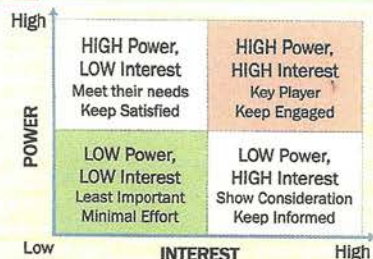 High
HIGH Power,
LOW Interest
Meet their needs
Keep Satisfied
HIGH Power,
HIGH Interest
Key Player
Keep Engaged
POWER
LOW Power,
LOW Interest
Least Important
Minimal Effort
LOW Power,
HIGH Interest
Show Consideration
Keep Informed
Low
INTEREST
High